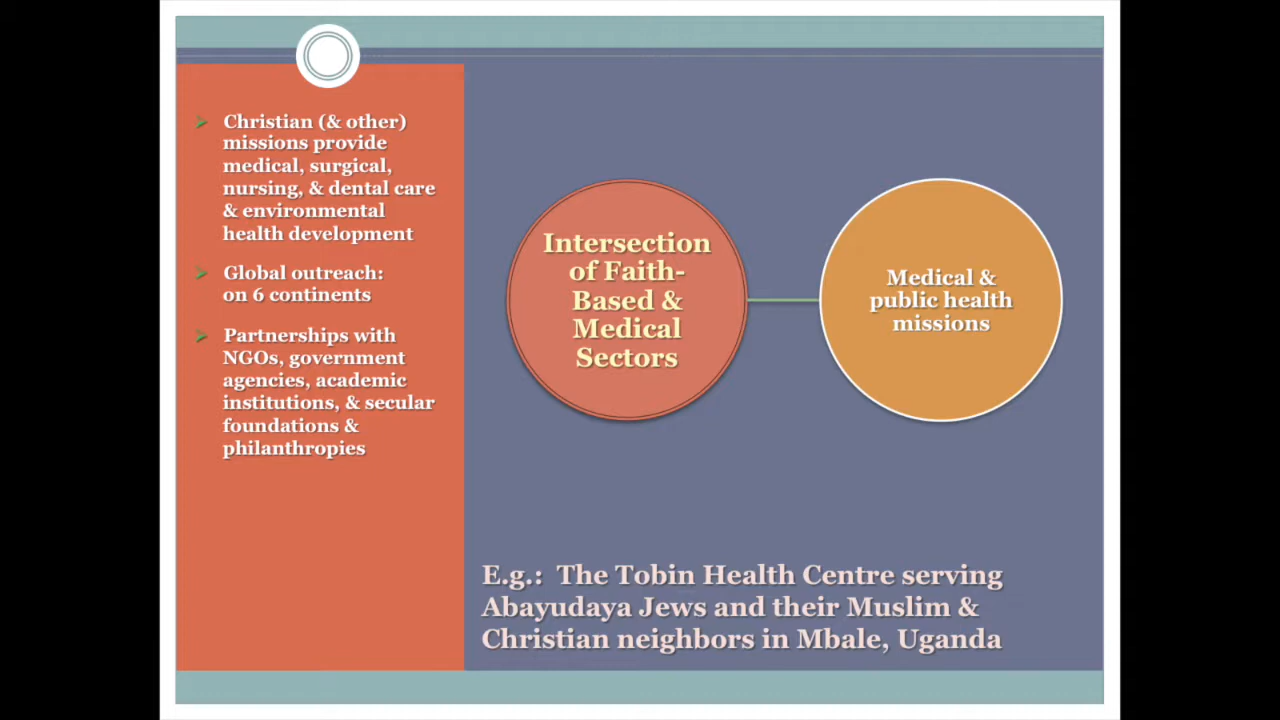 Christian (& other)
missions provide
medical, surgical,
nursing, & dental care
& environmental
health development
Global outreach:
on 6 continents
Partnerships with
NGOs, government
agencies, academic
institutions, & secular
foundations &
philanthropies
Intersection
of Faith-
Based &
Medical
Sectors
Medical &
public health
missions
E.g.: The Tobin Health Centre serving
Abayudaya Jews and their Muslim &
Christian neighbors in Mbale, Uganda